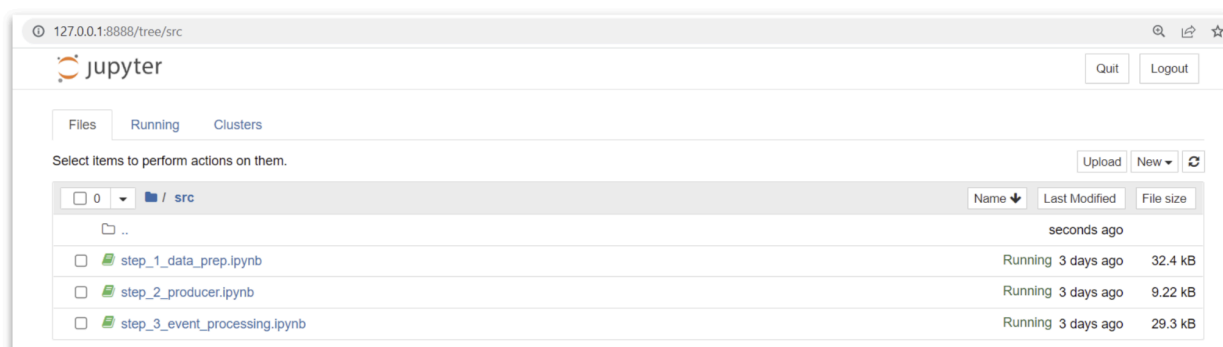 127.0.0.1:8888/tree/src
jupyter Quit Logout
Files Running Clusters
Select items to perform actions on them. Upload New
0 / src Name Last Modified File size
.. seconds ago
step_1_data_prep.ipynb Running 3 days ago 32.4 kB
step_2_producer.ipynb Running 3 days ago 9.22 kB
step_3_event_processing.ipynb Running 3 days ago 29.3 kB